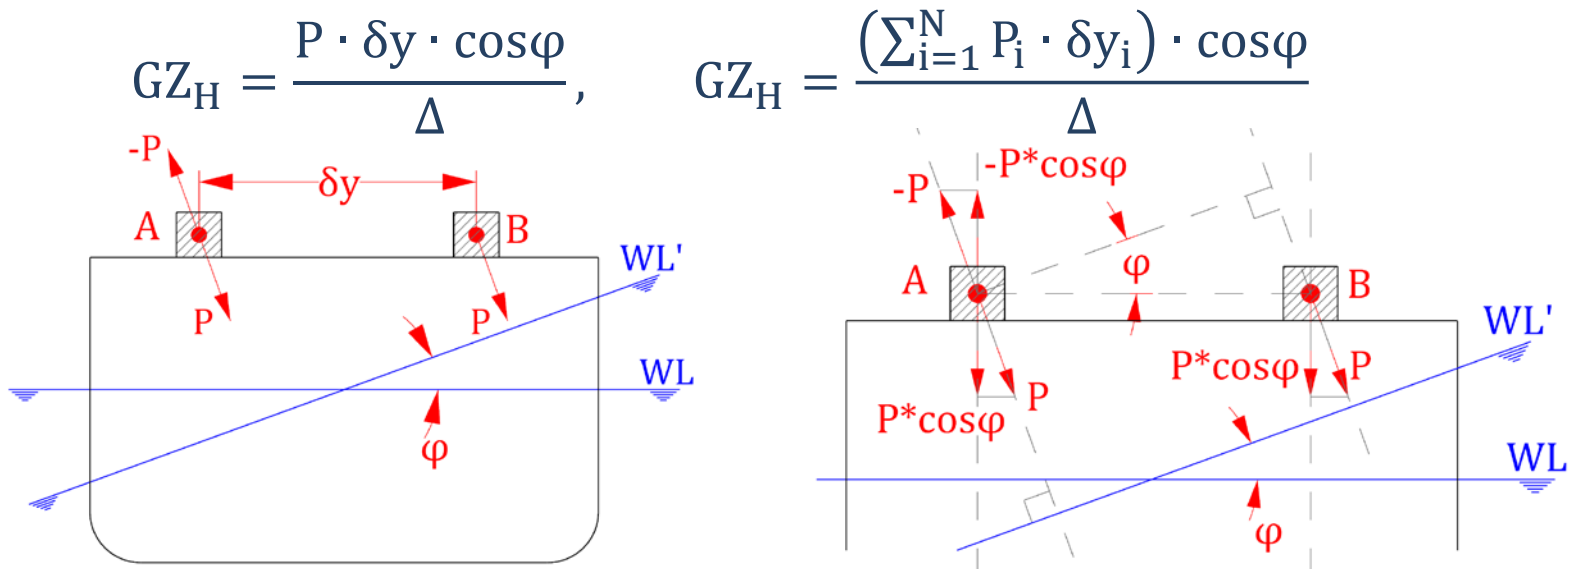 GZ_H = (P · δy · cosφ) / Δ, GZ_H = ((∑_{i=1}^{N} P_i · δy_i) · cosφ) / Δ
-P
δy
A
B
P
P
WL'
WL
φ
-P*cosφ
-P
φ
A
B
WL'
P*cosφ
P
P
P*cosφ
WL
φ